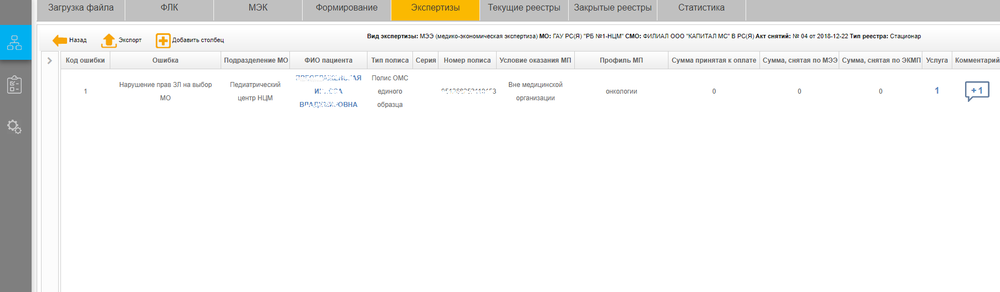 Загрузка файла ФЛК МЭК Формирование Экспертизы Текущие реестры Закрытые реестры Статистика
Назад Экспорт Добавить столбец
Вид экспертизы: МЭЭ (медико-экономическая экспертиза) МО: ГАУ РС(Я) "РБ №1-НЦМ" СМО: ФИЛИАЛ ООО "КАПИТАЛ МС" В РС(Я) Акт снятий: № 04 от 2018-12-22 Тип реестра: Стационар
Код ошибки Ошибка Подразделение МО ФИО пациента Тип полиса Серия Номер полиса Условие оказания МП Профиль МП Сумма принятая к оплате Сумма, снятая по МЭЭ Сумма, снятая по ЭКМП Услуга Комментарий
1
Нарушение прав ЗЛ на выбор
МО
Педиатрический
центр НЦМ
Полис ОМС
единого
образца
Вне медицинской
организации
онкологии
0
0
0
1
+1